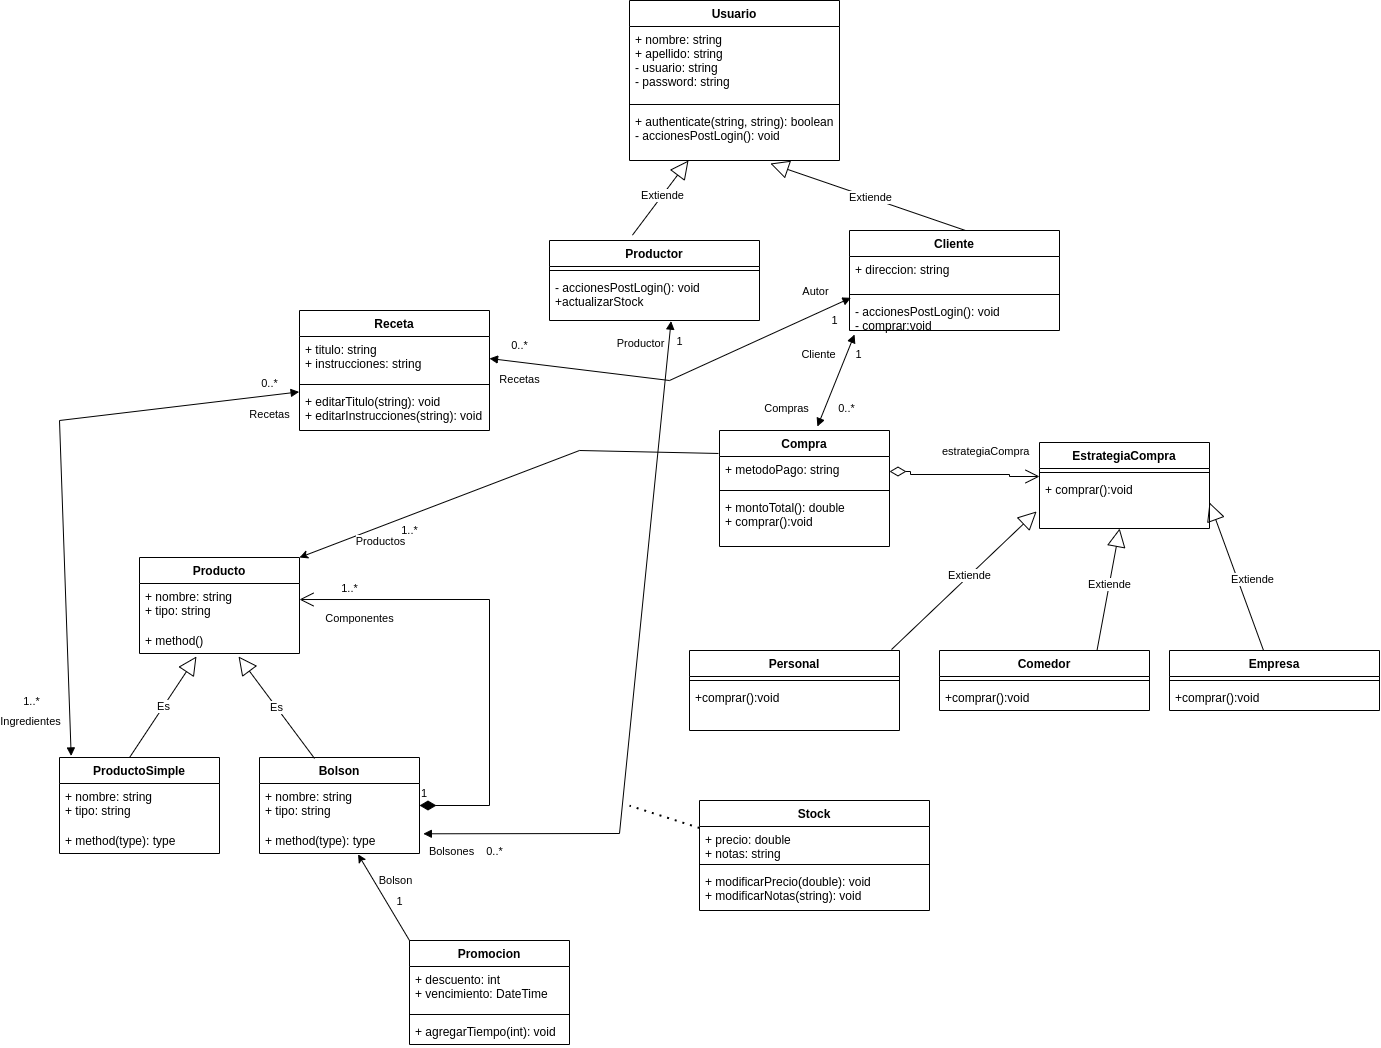 Usuario
+ nombre: string
+ apellido: string
- usuario: string
- password: string
+ authenticate(string, string): boolean
- accionesPostLogin(): void
Extiende
Extiende
Productor
- accionesPostLogin(): void
+actualizarStock
Cliente
+ direccion: string
- accionesPostLogin(): void
- comprar:void
Autor
1
Receta
+ titulo: string
+ instrucciones: string
+ editarTitulo(string): void
+ editarInstrucciones(string): void
0..*
Recetas
0..*
Recetas
Productor
1
Cliente
1
Compras
0..*
Compra
+ metodoPago: string
+ montoTotal(): double
+ comprar():void
estrategiaCompra
EstrategiaCompra
+ comprar():void
1..*
Productos
Producto
+ nombre: string
+ tipo: string
+ method()
1..*
Componentes
Extiende
Extiende
Extiende
Personal
+comprar():void
Comedor
+comprar():void
Empresa
+comprar():void
1..*
Ingredientes
Es
Es
ProductoSimple
+ nombre: string
+ tipo: string
+ method(type): type
Bolson
+ nombre: string
+ tipo: string
+ method(type): type
1
Bolsones
0..*
Stock
+ precio: double
+ notas: string
+ modificarPrecio(double): void
+ modificarNotas(string): void
Bolson
1
Promocion
+ descuento: int
+ vencimiento: DateTime
+ agregarTiempo(int): void